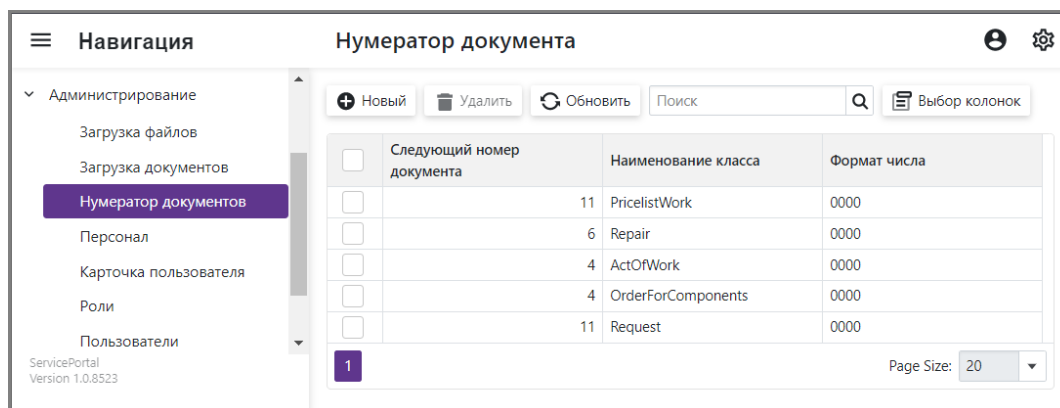 Навигация
Нумератор документа
Администрирование
Загрузка файлов
Загрузка документов
Нумератор документов
Персонал
Карточка пользователя
Роли
Пользователи
ServicePortal
Version 1.0.8523
Новый
Удалить
Обновить
Поиск
Выбор колонок
Следующий номер
документа
Наименование класса
Формат числа
11 PricelistWork 0000
6 Repair 0000
4 ActOfWork 0000
4 OrderForComponents 0000
11 Request 0000
1
Page Size: 20